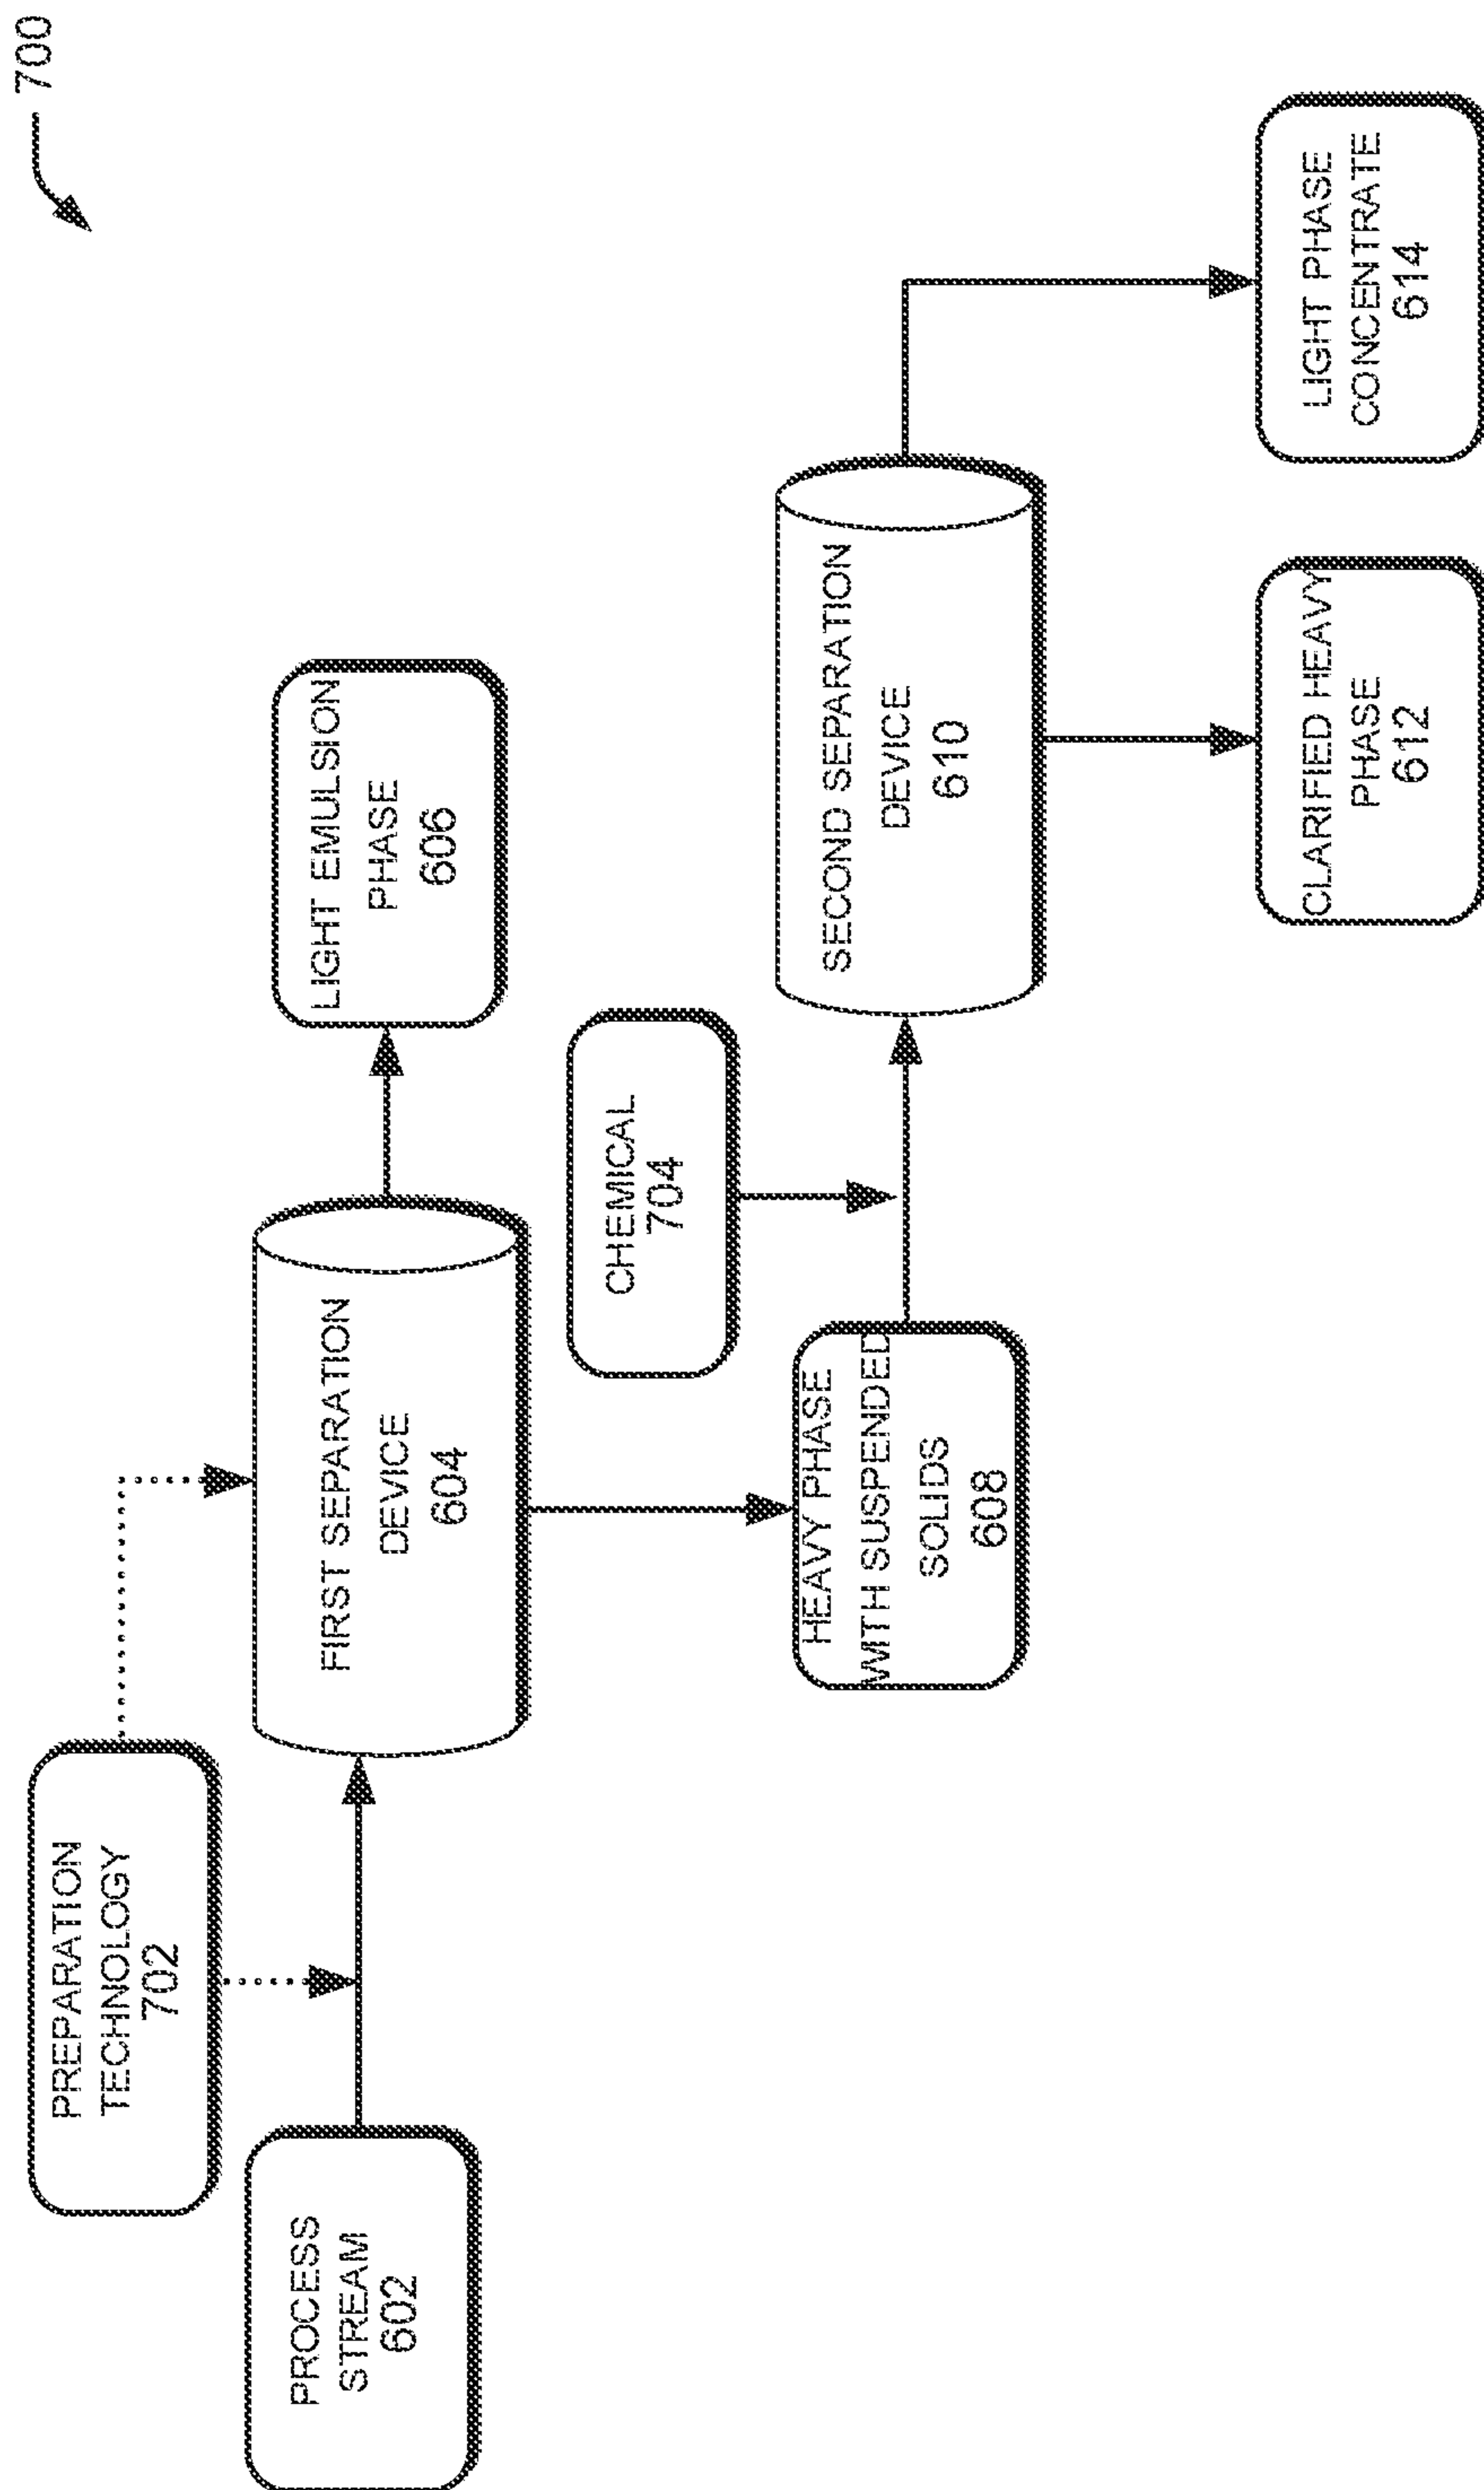 700
PREPARATION
TECHNOLOGY
702
PROCESS
STREAM
602
FIRST SEPARATION
DEVICE
604
LIGHT EMULSION
PHASE
606
CHEMICAL
704
HEAVY PHASE
WITH SUSPENDED
SOLIDS
608
SECOND SEPARATION
DEVICE
610
CLARIFIED HEAVY
PHASE
612
LIGHT PHASE
CONCENTRATE
614